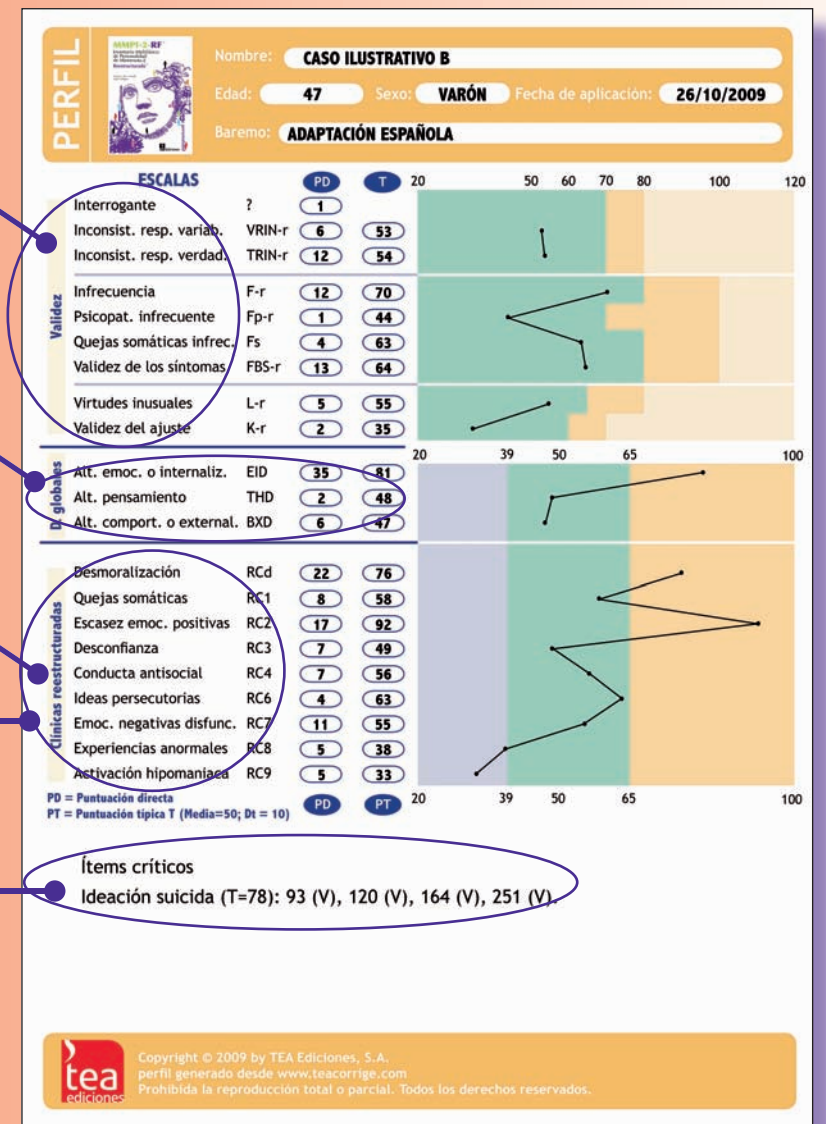 PERFIL
MMPI-2-RF
Nombre: CASO ILUSTRATIVO B
Edad: 47 Sexo: VARÓN Fecha de aplicación: 26/10/2009
Baremo: ADAPTACIÓN ESPAÑOLA
ESCALAS PD T 20 50 60 70 80 100 120
Validez
Interrogante ? 1
Inconsist. resp. variab. VRIN-r 6 53
Inconsist. resp. verdad. TRIN-r 12 54
Infrecuencia F-r 12 70
Psicopat. infrecuente Fp-r 1 44
Quejas somáticas infrec. Fs 4 63
Validez de los síntomas FBS-r 13 64
Virtudes inusuales L-r 5 55
Validez del ajuste K-r 2 35
20 39 50 65 100
D. globales
Alt. emoc. o internaliz. EID 35 81
Alt. pensamiento THD 2 48
Alt. comport. o external. BXD 6 47
Clínicas reestructuradas
Desmoralización RCd 22 76
Quejas somáticas RC1 8 58
Escasez emoc. positivas RC2 17 92
Desconfianza RC3 7 49
Conducta antisocial RC4 7 56
Ideas persecutorias RC6 4 63
Emoc. negativas disfunc. RC7 11 55
Experiencias anormales RC8 5 38
Activación hipomaniaca RC9 5 33
PD = Puntuación directa
PT = Puntuación típica T (Media=50; Dt = 10)
PD PT 20 39 50 65 100
Ítems críticos
Ideación suicida (T=78): 93 (V), 120 (V), 164 (V), 251 (V).
tea
ediciones
Copyright © 2009 by TEA Ediciones, S.A.
perfil generado desde www.teacorrige.com
Prohibida la reproducción total o parcial. Todos los derechos reservados.